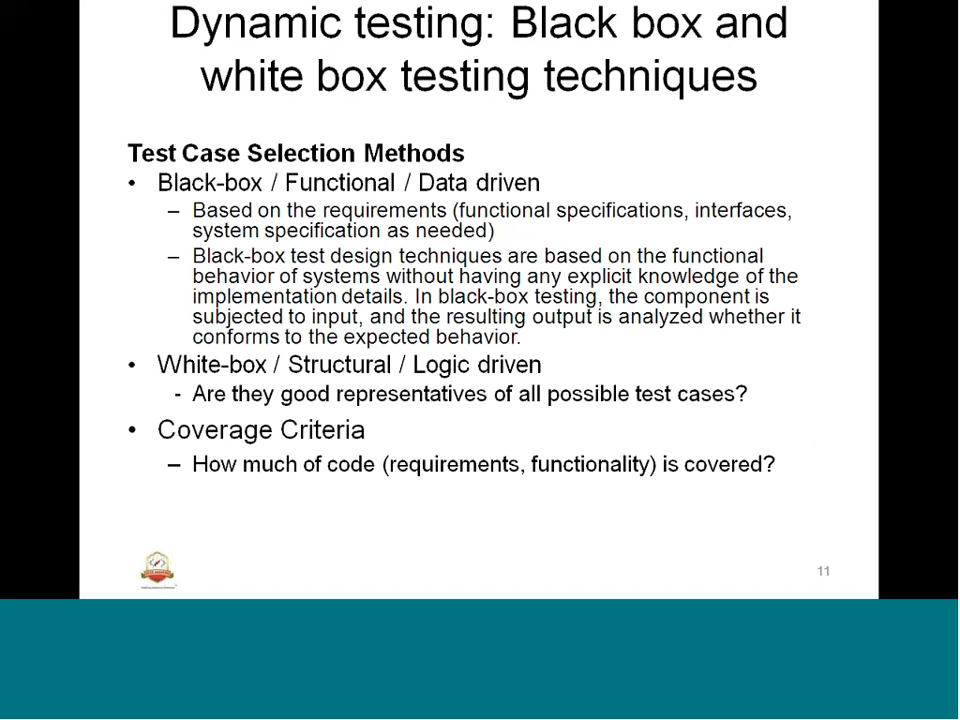 Dynamic testing: Black box and
white box testing techniques
Test Case Selection Methods
• Black-box / Functional / Data driven
– Based on the requirements (functional specifications, interfaces,
system specification as needed)
– Black-box test design techniques are based on the functional
behavior of systems without having any explicit knowledge of the
implementation details. In black-box testing, the component is
subjected to input, and the resulting output is analyzed whether it
conforms to the expected behavior.
• White-box / Structural / Logic driven
- Are they good representatives of all possible test cases?
• Coverage Criteria
– How much of code (requirements, functionality) is covered?
11